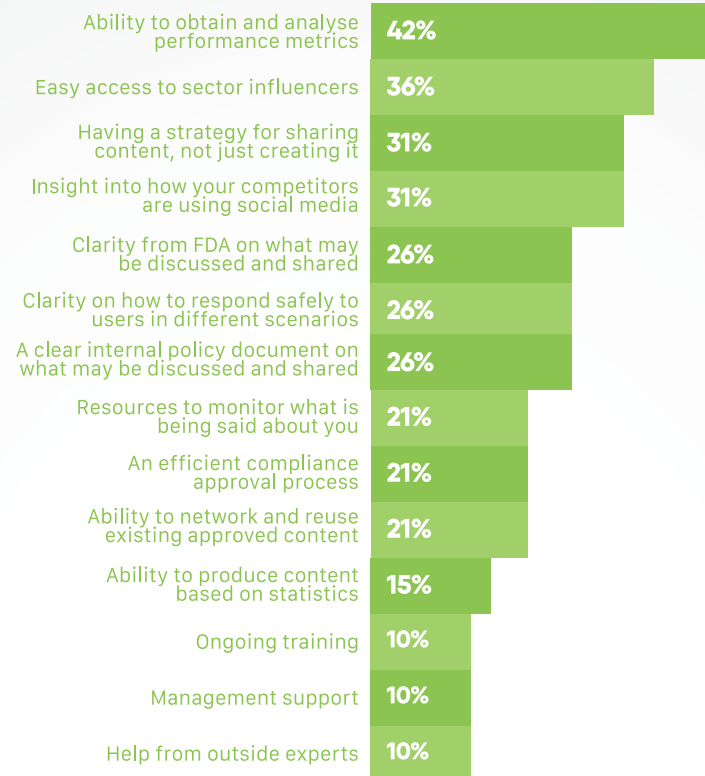 Ability to obtain and analyse
performance metrics
42%
Easy access to sector influencers
36%
Having a strategy for sharing
content, not just creating it
31%
Insight into how your competitors
are using social media
31%
Clarity from FDA on what may
be discussed and shared
26%
Clarity on how to respond safely to
users in different scenarios
26%
A clear internal policy document on
what may be discussed and shared
26%
Resources to monitor what is
being said about you
21%
An efficient compliance
approval process
21%
Ability to network and reuse
existing approved content
21%
Ability to produce content
based on statistics
15%
Ongoing training
10%
Management support
10%
Help from outside experts
10%